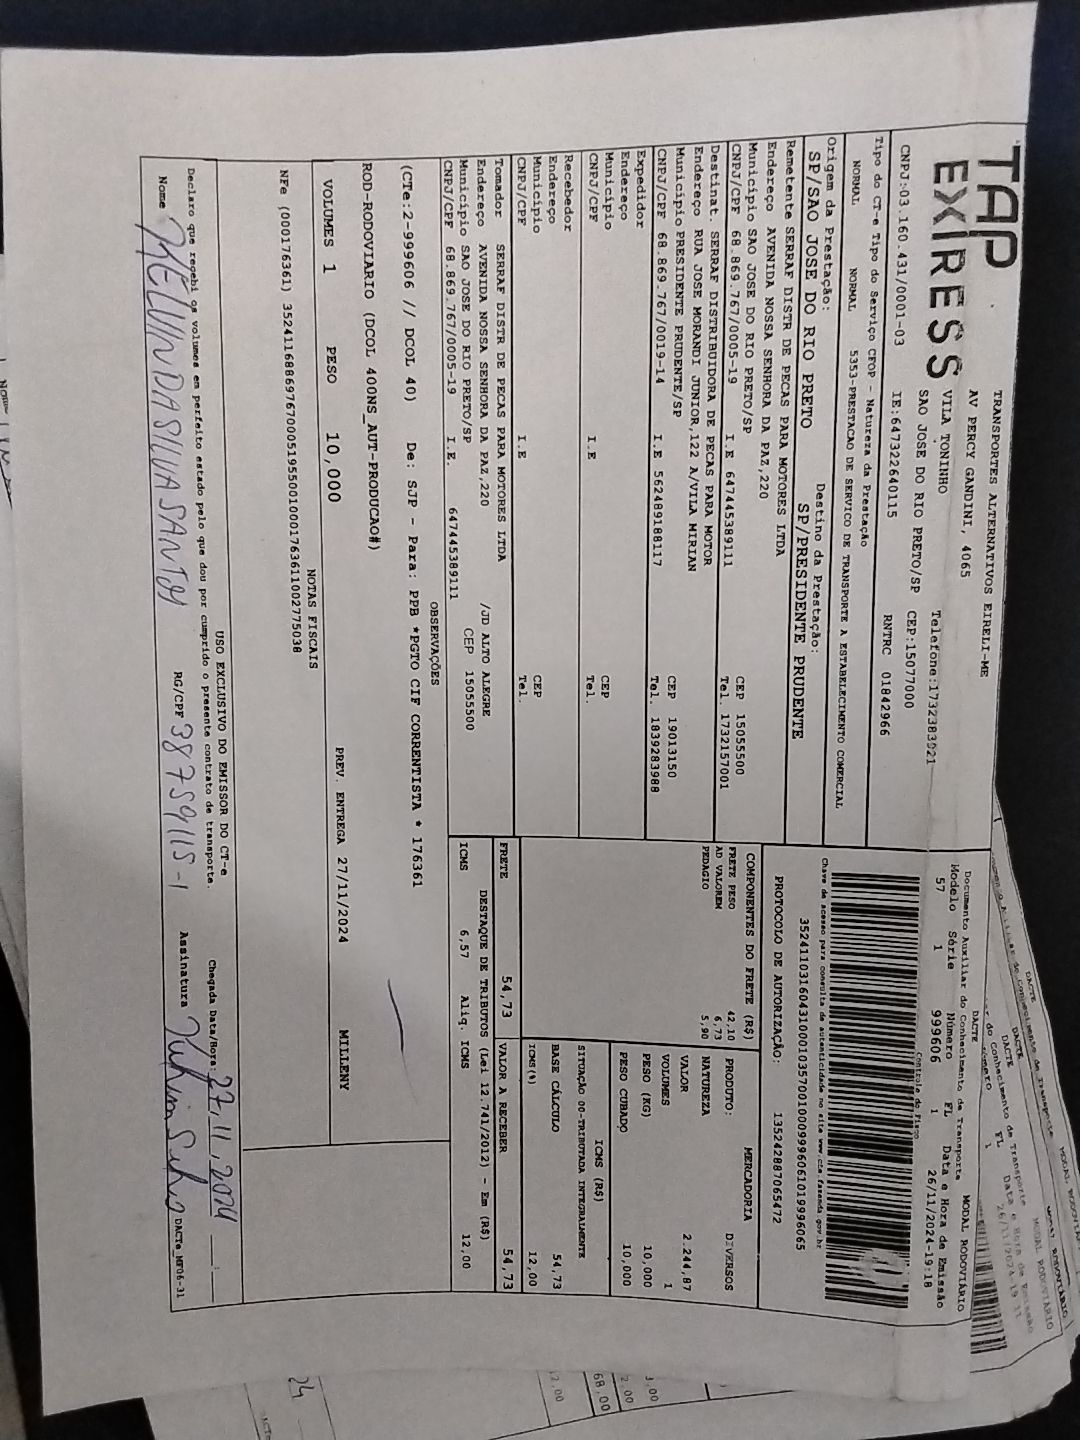 TAP
EXIRESS
TRANSPORTES ALTERNATIVOS EIRELI-ME
AV PERCY GANDINI, 4065
VILA TONINHO
SAO JOSE DO RIO PRETO/SP
Telefone:1732383021
CEP:15077000
CNPJ:03.160.431/0001-03 IE:647322640115 RNTRC 01842966
DACTE MODAL RODOVIÁRIO
Documento Auxiliar do Conhecimento de Transporte
Modelo Série Número FL Data e Hora de Emissão
57 1 999606 1 26/11/2024-19:18
Controle do Fisco
Chave de acesso para consulta de autenticidade no site www.cte.fazenda.gov.br
35241103160431000103570010009996061019996065
PROTOCOLO DE AUTORIZAÇÃO: 135242887065472
Tipo do CT-e Tipo do Serviço CFOP - Natureza da Prestação
NORMAL NORMAL 5353-PRESTACAO DE SERVICO DE TRANSPORTE A ESTABELECIMENTO COMERCIAL
Origem da Prestação: Destino da Prestação:
SP/SAO JOSE DO RIO PRETO SP/PRESIDENTE PRUDENTE
Remetente SERRAF DISTR DE PECAS PARA MOTORES LTDA
Endereço AVENIDA NOSSA SENHORA DA PAZ,220
Município SAO JOSE DO RIO PRETO/SP CEP 15055500
CNPJ/CPF 68.869.767/0005-19 I.E 647445389111 Tel. 1732157001
Destinat. SERRAF DISTRIBUIDORA DE PECAS PARA MOTOR
Endereço RUA JOSE MORANDI JUNIOR,122 A/VILA MIRIAN
Município PRESIDENTE PRUDENTE/SP CEP 19013150
CNPJ/CPF 68.869.767/0019-14 I.E 562489188117 Tel. 1839283988
Expedidor
Endereço
Município CEP
CNPJ/CPF I.E Tel.
Recebedor
Endereço
Município CEP
CNPJ/CPF I.E Tel.
Tomador SERRAF DISTR DE PECAS PARA MOTORES LTDA
Endereço AVENIDA NOSSA SENHORA DA PAZ,220 /JD ALTO ALEGRE
Município SAO JOSE DO RIO PRETO/SP CEP 15055500
CNPJ/CPF 68.869.767/0005-19 I.E. 647445389111
COMPONENTES DO FRETE (R$)
FRETE PESO 42,10
AD VALOREM 6,73
PEDAGIO 5,90
PRODUTO: MERCADORIA
NATUREZA DIVERSOS
VALOR 2.244,87
VOLUMES 1
PESO (KG) 10,000
PESO CUBADO 10,000
ICMS (R$)
SITUAÇÃO 00-TRIBUTADA INTEGRALMENTE
BASE CÁLCULO 54,73
ICMS(%) 12,00
FRETE 54,73 VALOR A RECEBER 54,73
DESTAQUE DE TRIBUTOS (Lei 12.741/2012) - Em (R$)
ICMS 6,57 Aliq. ICMS 12,00
OBSERVAÇÕES
(CTe:2-999606 // DCOL 40) De: SJP - Para: PPB *PGTO CIF CORRENTISTA * 176361
ROD-RODOVIARIO (DCOL 40ONS_AUT-PRODUCAO#)
VOLUMES 1 PESO 10,000 PREV. ENTREGA 27/11/2024 MILLENY
NOTAS FISCAIS
NFe (000176361) 35241168869767000519550010001763611002775038
USO EXCLUSIVO DO EMISSOR DO CT-e
Declaro que recebi os volumes em perfeito estado pelo que dou por cumprido o presente contrato de transporte. Chegada Data/Hora: 27.11.2024
Nome KELVIN DA SILVA SANTOS RG/CPF 38759115-1 Assinatura
DACTe_MF06-31